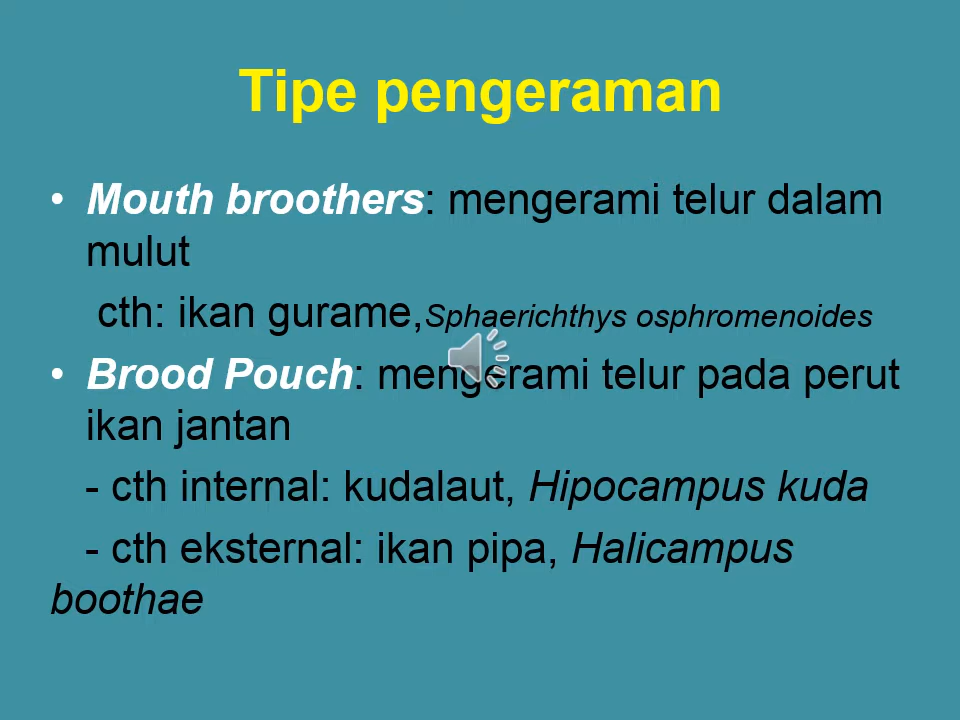 Tipe pengeraman
• Mouth broothers: mengerami telur dalam
mulut
cth: ikan gurame,Sphaerichthys osphromenoides
• Brood Pouch: mengerami telur pada perut
ikan jantan
- cth internal: kudalaut, Hipocampus kuda
- cth eksternal: ikan pipa, Halicampus
boothae